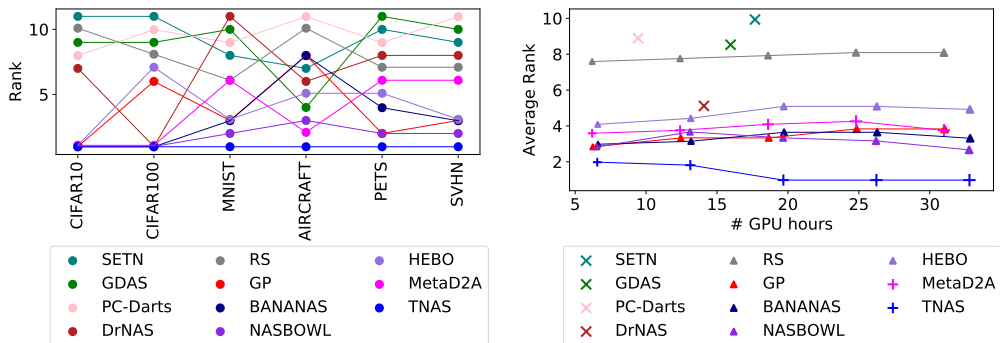 10
5
Rank
CIFAR10
CIFAR100
MNIST
AIRCRAFT
PETS
SVHN
SETN
GDAS
PC-Darts
DrNAS
RS
GP
BANANAS
NASBOWL
HEBO
MetaD2A
TNAS
10
8
6
4
2
Average Rank
5 10 15 20 25 30
# GPU hours
SETN
GDAS
PC-Darts
DrNAS
RS
GP
BANANAS
NASBOWL
HEBO
MetaD2A
TNAS